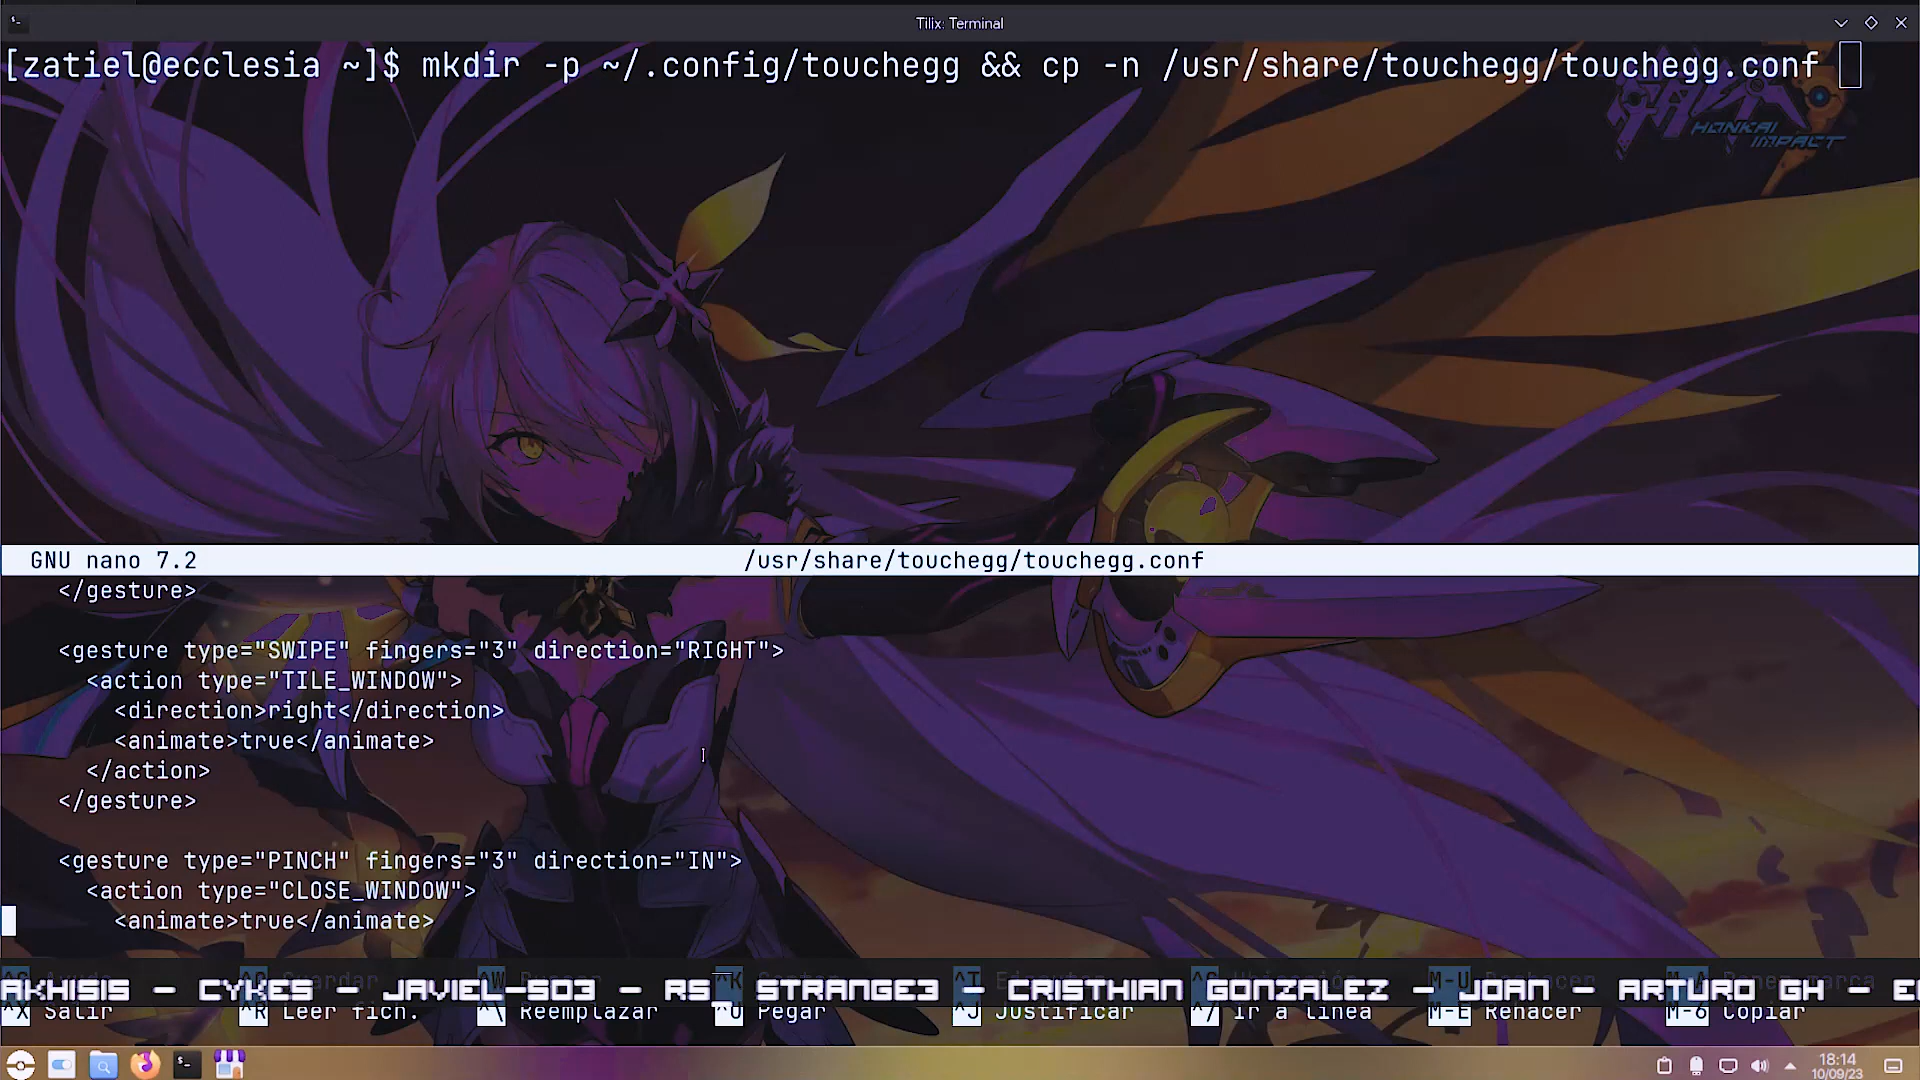 Tilix: Terminal
[zatiel@ecclesia ~]$ mkdir -p ~/.config/touchegg && cp -n /usr/share/touchegg/touchegg.conf
HONKAI IMPACT
GNU nano 7.2 /usr/share/touchegg/touchegg.conf
</gesture>
<gesture type="SWIPE" fingers="3" direction="RIGHT">
<action type="TILE_WINDOW">
<direction>right</direction>
<animate>true</animate>
</action>
</gesture>
<gesture type="PINCH" fingers="3" direction="IN">
<action type="CLOSE_WINDOW">
<animate>true</animate>
AKHISIS - CYKES - JAVIEL-503 - RS_ STRANGE3 - CRISTHIAN GONZALEZ - JOAN - ARTURO GH -
^X Salir ^R Leer fich. ^\ Reemplazar ^U Pegar ^J Justificar ^/ Ir a línea M-E Rehacer M-6 Copiar
18:14
10/09/23